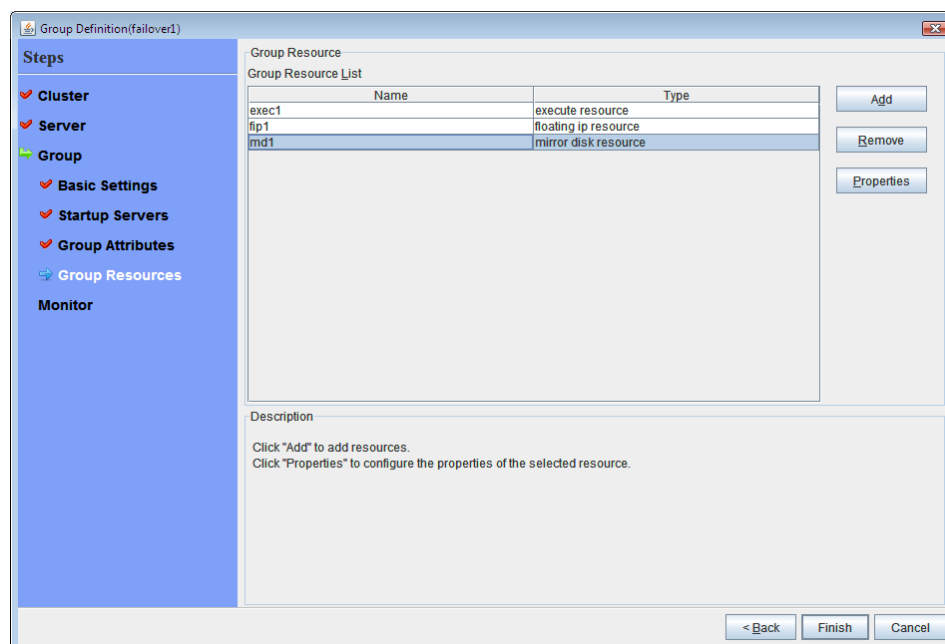 Group Definition(failover1)
Steps
Cluster
Server
Group
Basic Settings
Startup Servers
Group Attributes
Group Resources
Monitor
Group Resource
Group Resource List
Name Type
exec1 execute resource
fip1 floating ip resource
md1 mirror disk resource
Add
Remove
Properties
Description
Click "Add" to add resources.
Click "Properties" to configure the properties of the selected resource.
< Back Finish Cancel